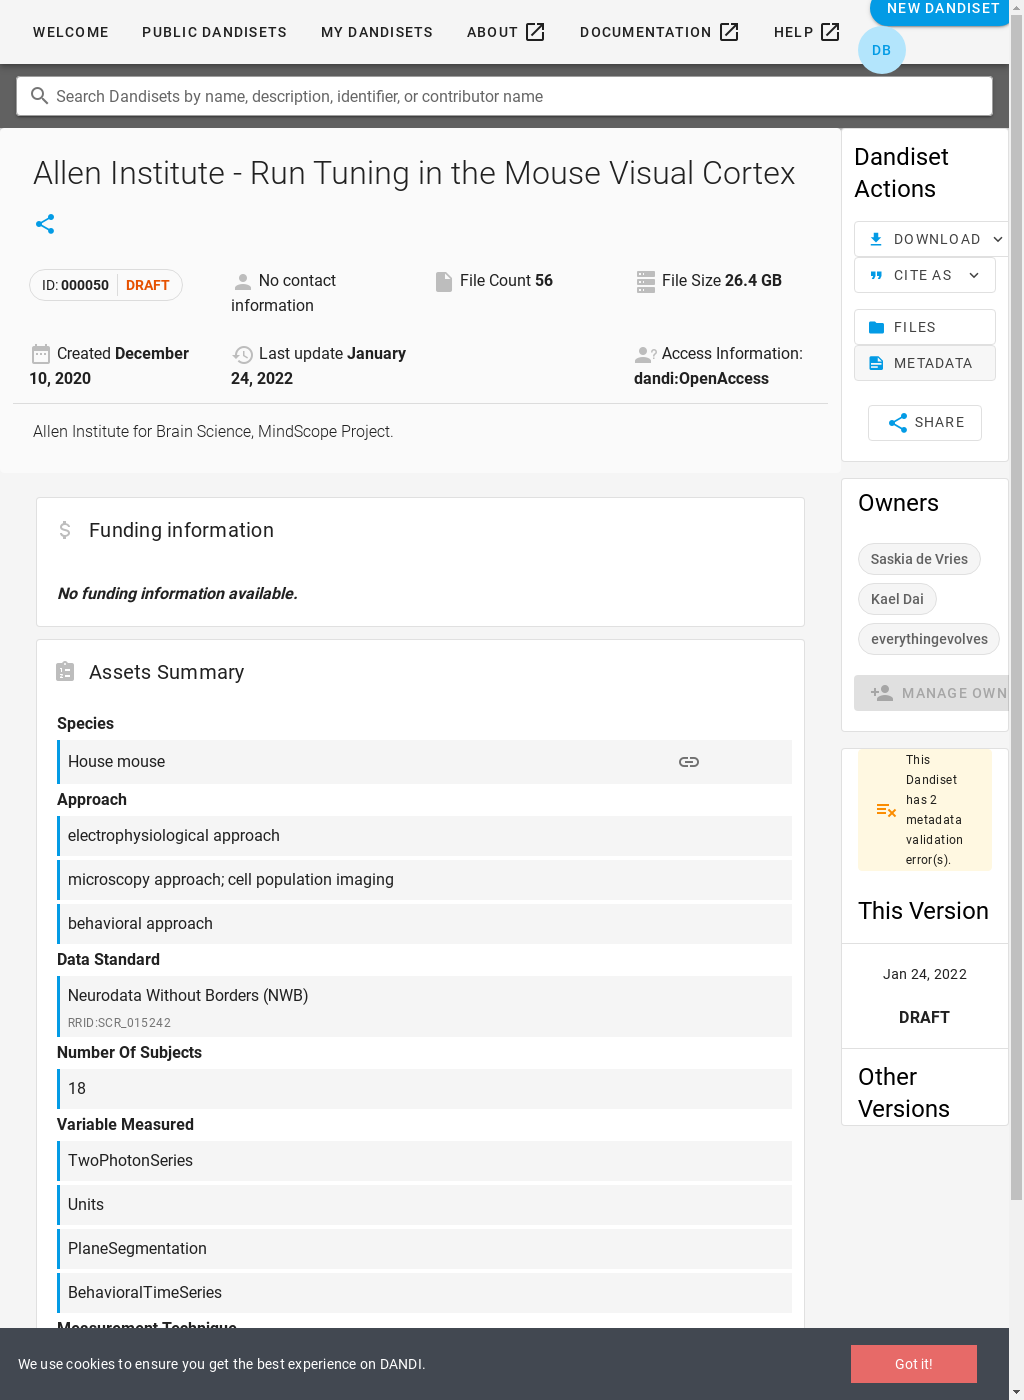 WELCOME PUBLIC DANDISETS MY DANDISETS ABOUT DOCUMENTATION HELP NEW DANDISET
DB
Search Dandisets by name, description, identifier, or contributor name
Allen Institute - Run Tuning in the Mouse Visual Cortex
ID: 000050 DRAFT
No contact information
File Count 56
File Size 26.4 GB
Created December 10, 2020
Last update January 24, 2022
Access Information: dandi:OpenAccess
Allen Institute for Brain Science, MindScope Project.
Funding information
No funding information available.
Assets Summary
Species
House mouse
Approach
electrophysiological approach
microscopy approach; cell population imaging
behavioral approach
Data Standard
Neurodata Without Borders (NWB)
RRID:SCR_015242
Number Of Subjects
18
Variable Measured
TwoPhotonSeries
Units
PlaneSegmentation
BehavioralTimeSeries
Measurement Technique
Dandiset
Actions
DOWNLOAD
CITE AS
FILES
METADATA
SHARE
Owners
Saskia de Vries
Kael Dai
everythingevolves
MANAGE OWN
This
Dandiset
has 2
metadata
validation
error(s).
This Version
Jan 24, 2022
DRAFT
Other
Versions
We use cookies to ensure you get the best experience on DANDI.
Got it!